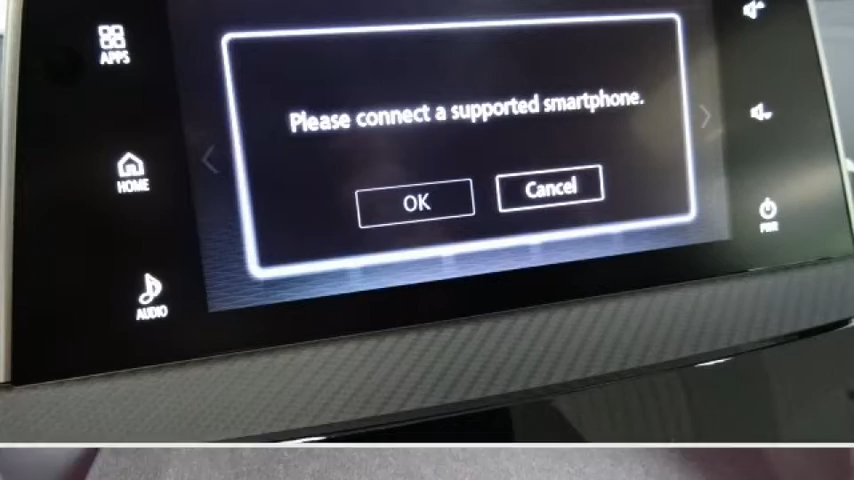 APPS
Please connect a supported smartphone.
HOME
OK
Cancel
PWR
AUDIO